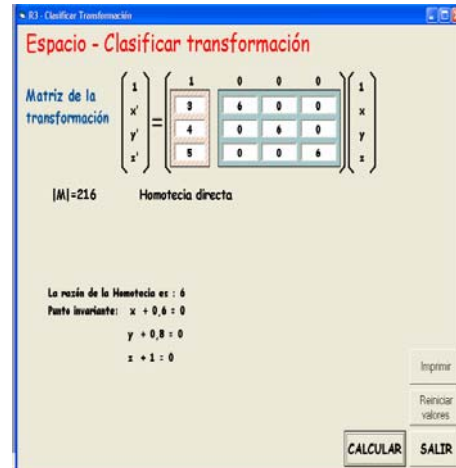 R3 - Clasificar Transformación
Espacio - Clasificar transformación
Matriz de la
transformación
1 1 0 0 0 1
x' = 3 6 0 0 x
y' 4 0 6 0 y
z' 5 0 0 6 z
|M|=216 Homotecia directa
La razón de la Homotecia es : 6
Punto invariante: x + 0,6 = 0
y + 0,8 = 0
z + 1 = 0
Imprimir
Reiniciar
valores
CALCULAR SALIR